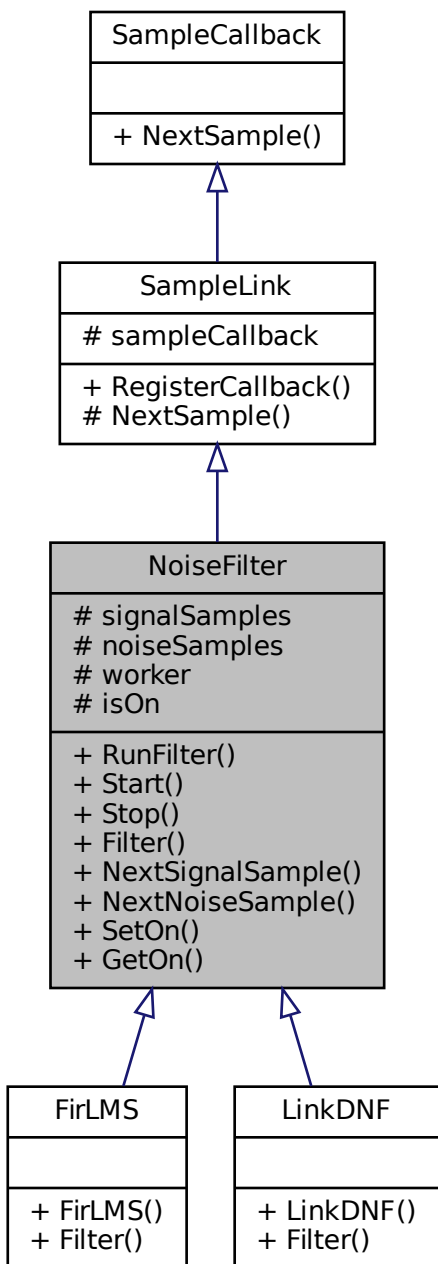 SampleCallback
+ NextSample()
SampleLink
# sampleCallback
+ RegisterCallback()
# NextSample()
NoiseFilter
# signalSamples
# noiseSamples
# worker
# isOn
+ RunFilter()
+ Start()
+ Stop()
+ Filter()
+ NextSignalSample()
+ NextNoiseSample()
+ SetOn()
+ GetOn()
FirLMS
+ FirLMS()
+ Filter()
LinkDNF
+ LinkDNF()
+ Filter()